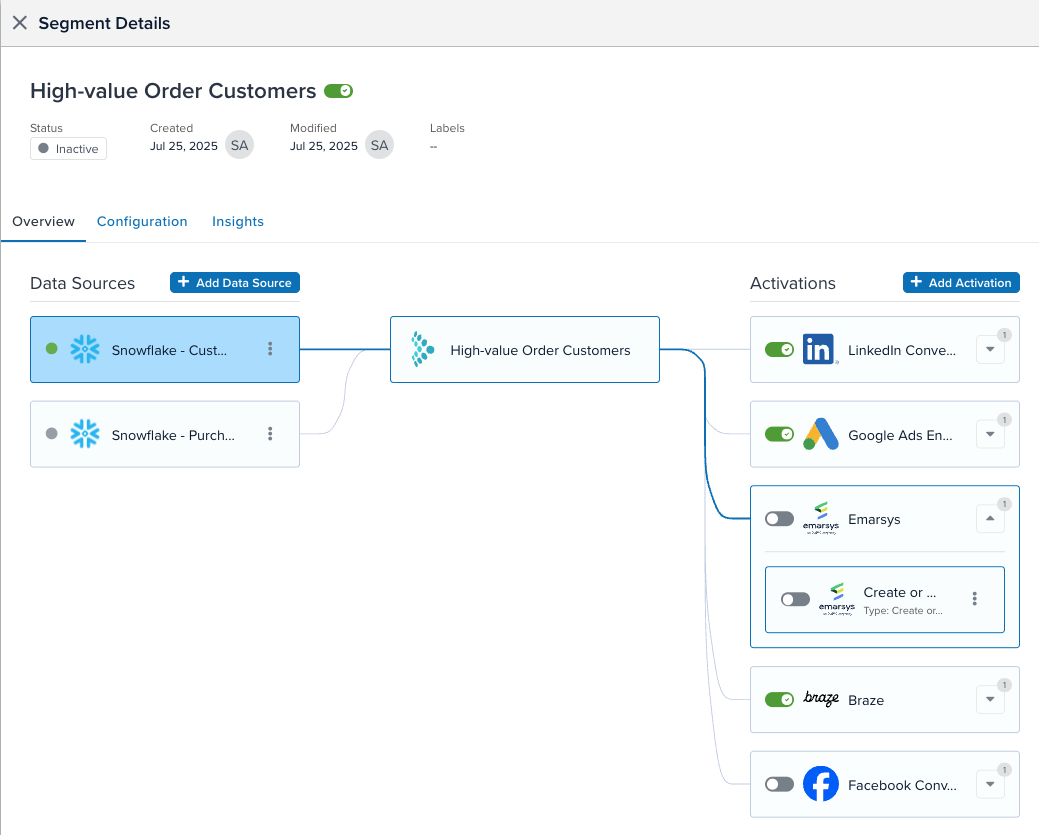 Segment Details
High-value Order Customers
Status
Created
Modified
Labels
Inactive
Jul 25, 2025
SA
Jul 25, 2025
SA
--
Overview
Configuration
Insights
Data Sources
Add Data Source
Activations
Add Activation
Snowflake - Cust...
High-value Order Customers
in
LinkedIn Conve...
1
Snowflake - Purch...
Google Ads En...
1
emarsys
Emarsys
1
emarsys
Create or ...
Type: Create or...
braze
Braze
1
Facebook Conv...
1